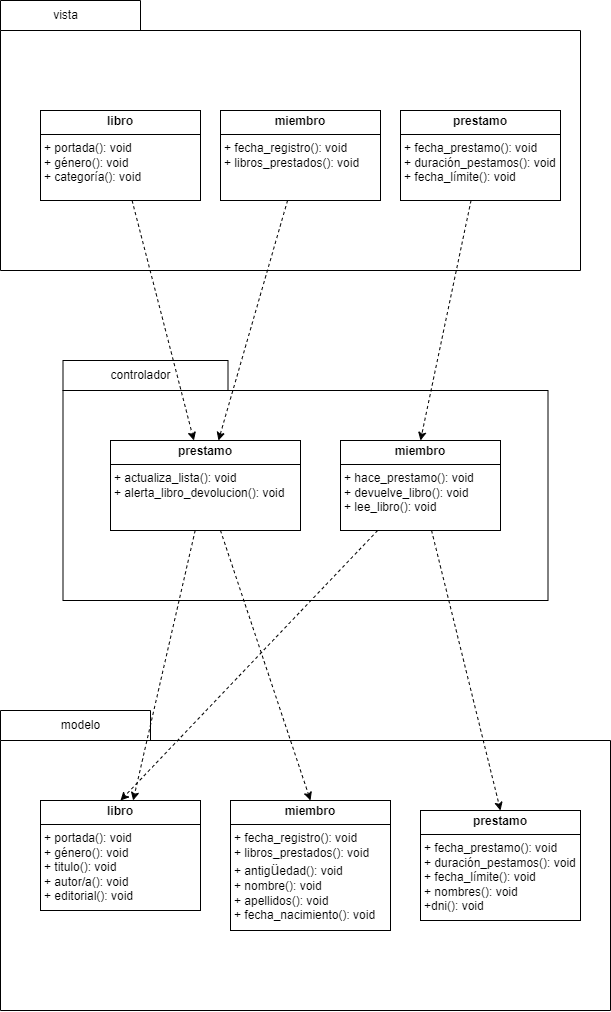 vista
libro
+ portada(): void
+ género(): void
+ categoría(): void
miembro
+ fecha_registro(): void
+ libros_prestados(): void
prestamo
+ fecha_prestamo(): void
+ duración_pestamos(): void
+ fecha_límite(): void
controlador
prestamo
+ actualiza_lista(): void
+ alerta_libro_devolucion(): void
miembro
+ hace_prestamo(): void
+ devuelve_libro(): void
+ lee_libro(): void
modelo
libro
+ portada(): void
+ género(): void
+ título(): void
+ autor/a(): void
+ editorial(): void
miembro
+ fecha_registro(): void
+ libros_prestados(): void
+ antigÜedad(): void
+ nombre(): void
+ apellidos(): void
+ fecha_nacimiento(): void
prestamo
+ fecha_prestamo(): void
+ duración_pestamos(): void
+ fecha_límite(): void
+ nombres(): void
+dni(): void